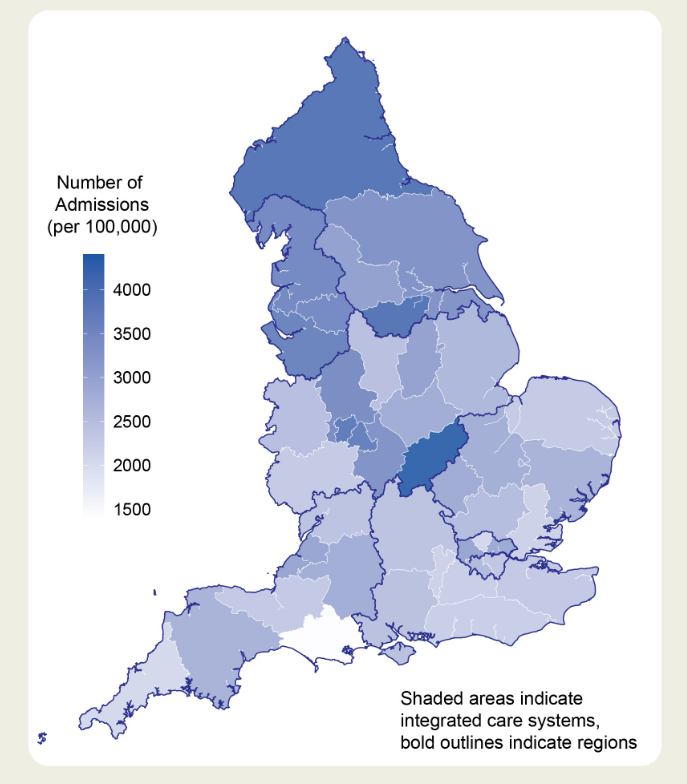 Number of
Admissions
(per 100,000)
4000
3500
3000
2500
2000
1500
Shaded areas indicate
integrated care systems,
bold outlines indicate regions